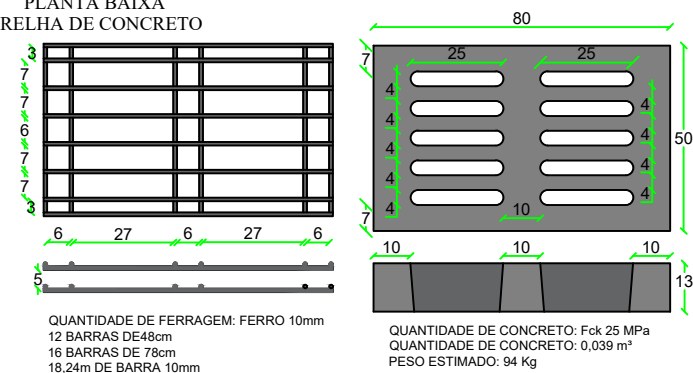 PLANTA BAIXA
RELHA DE CONCRETO
3
7
7
6
7
7
3
6 27 6 27 6
5
QUANTIDADE DE FERRAGEM: FERRO 10mm
12 BARRAS DE48cm
16 BARRAS DE 78cm
18,24m DE BARRA 10mm
80
7
25 25
4
4
4
4
4
4
4
4
4
50
7
10
10 10 10
13
QUANTIDADE DE CONCRETO: Fck 25 MPa
QUANTIDADE DE CONCRETO: 0,039 m³
PESO ESTIMADO: 94 Kg